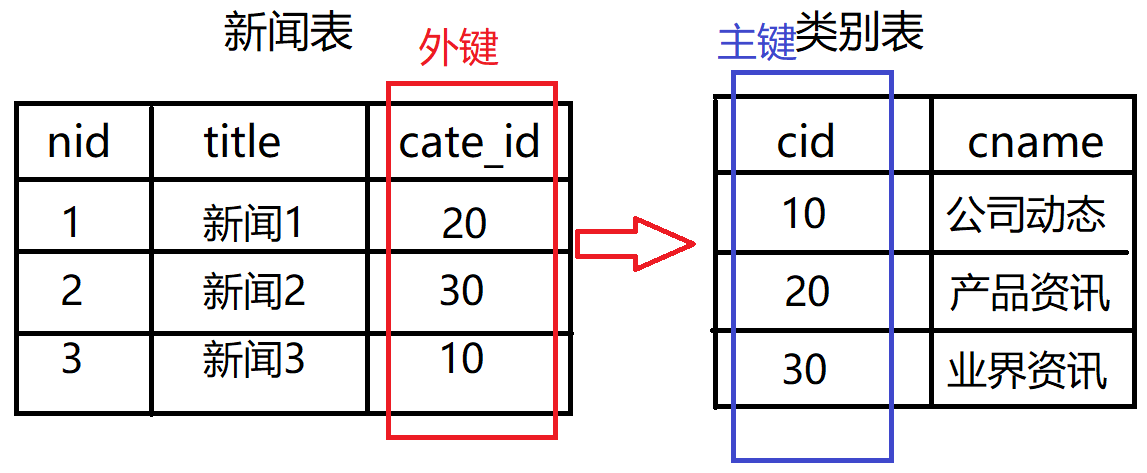 新闻表
外键
主键
类别表
nid title cate_id
1 新闻1 20
2 新闻2 30
3 新闻3 10
cid cname
10 公司动态
20 产品资讯
30 业界资讯